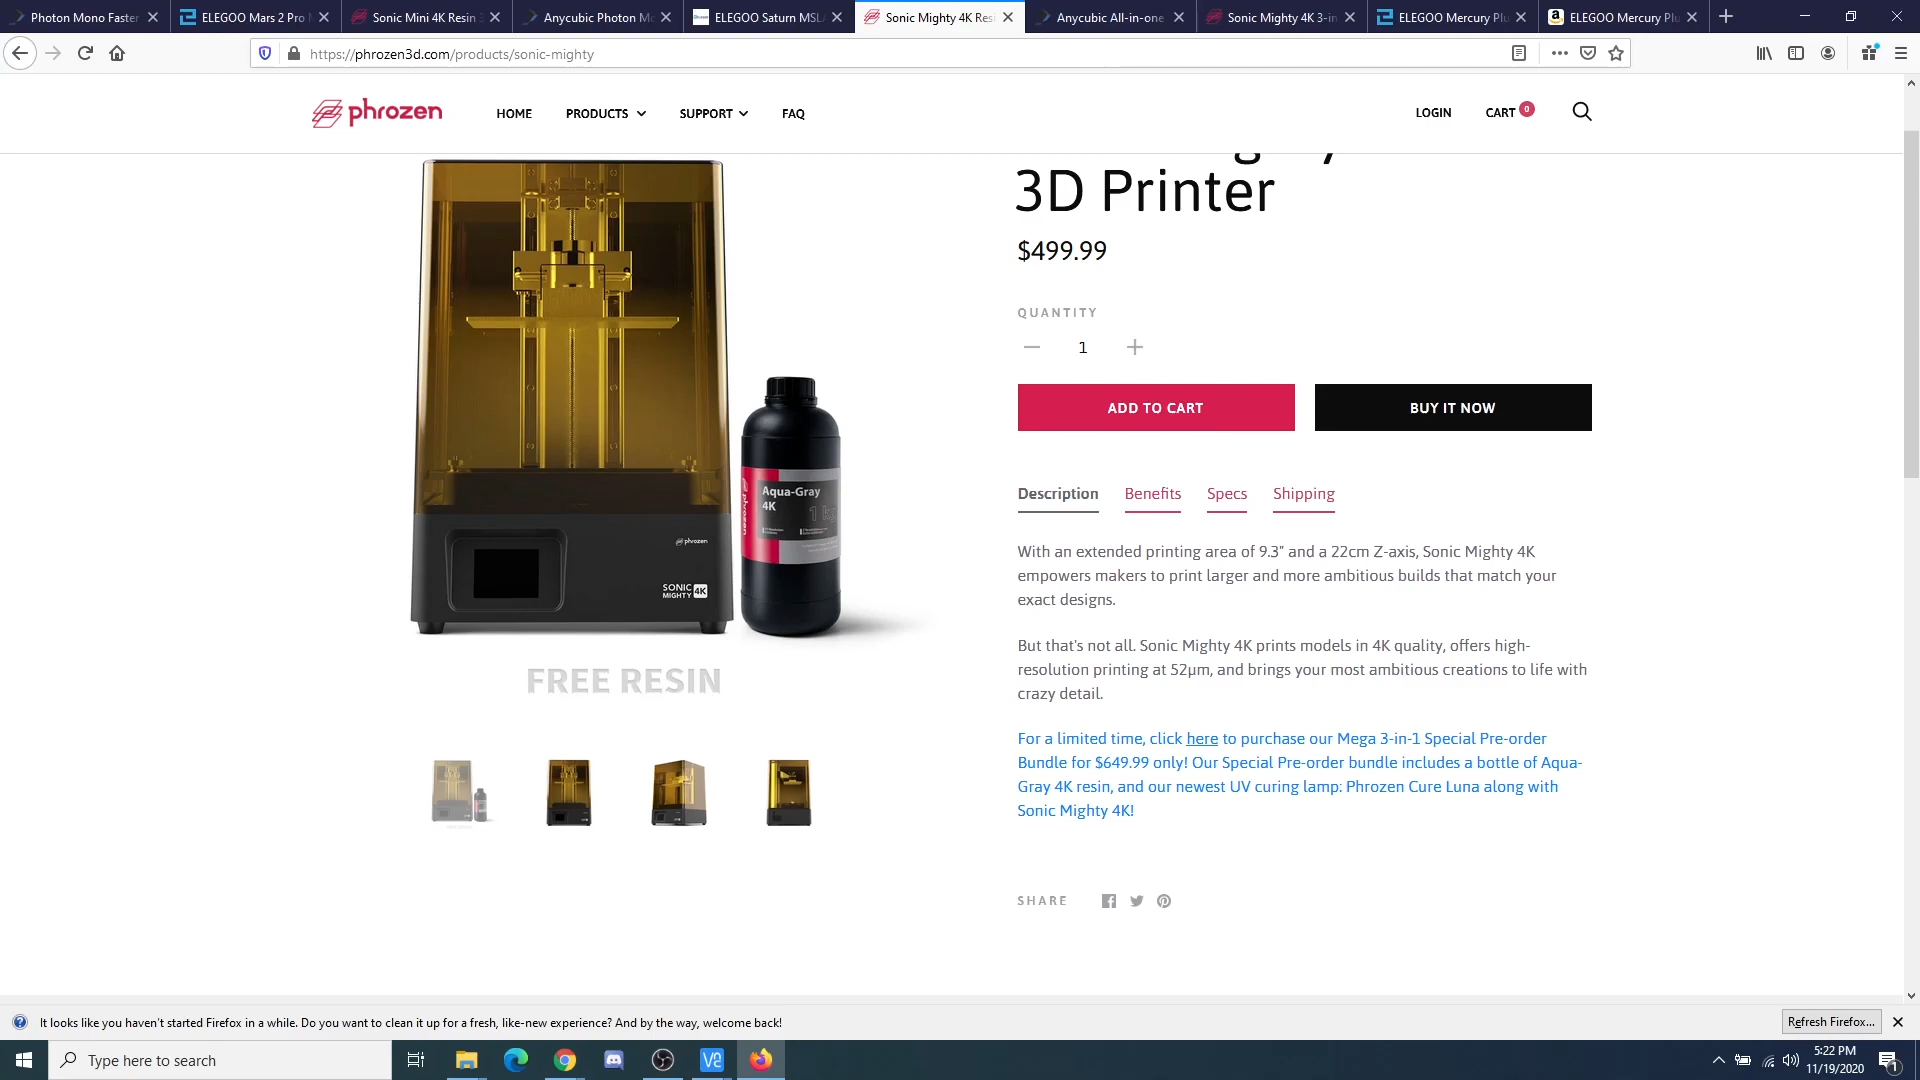 Photon Mono Faster
ELEGOO Mars 2 Pro
Sonic Mini 4K Resin
Anycubic Photon Mo
ELEGOO Saturn MSL
Sonic Mighty 4K Res
Anycubic All-in-one
Sonic Mighty 4K 3-in
ELEGOO Mercury Plu
ELEGOO Mercury Plu
https://phrozen3d.com/products/sonic-mighty
phrozen
HOME
PRODUCTS
SUPPORT
FAQ
LOGIN
CART 0
3D Printer
$499.99
QUANTITY
1
ADD TO CART
BUY IT NOW
Description
Benefits
Specs
Shipping
With an extended printing area of 9.3” and a 22cm Z-axis, Sonic Mighty 4K
empowers makers to print larger and more ambitious builds that match your
exact designs.
But that's not all. Sonic Mighty 4K prints models in 4K quality, offers high-
resolution printing at 52μm, and brings your most ambitious creations to life with
crazy detail.
For a limited time, click here to purchase our Mega 3-in-1 Special Pre-order
Bundle for $649.99 only! Our Special Pre-order bundle includes a bottle of Aqua-
Gray 4K resin, and our newest UV curing lamp: Phrozen Cure Luna along with
Sonic Mighty 4K!
SHARE
phrozen
SONIC
MIGHTY 4K
phrozen
Aqua-Gray
4K
1 kg
FREE RESIN
It looks like you haven’t started Firefox in a while. Do you want to clean it up for a fresh, like-new experience? And by the way, welcome back!
Refresh Firefox...
Type here to search
5:22 PM
11/19/2020
1